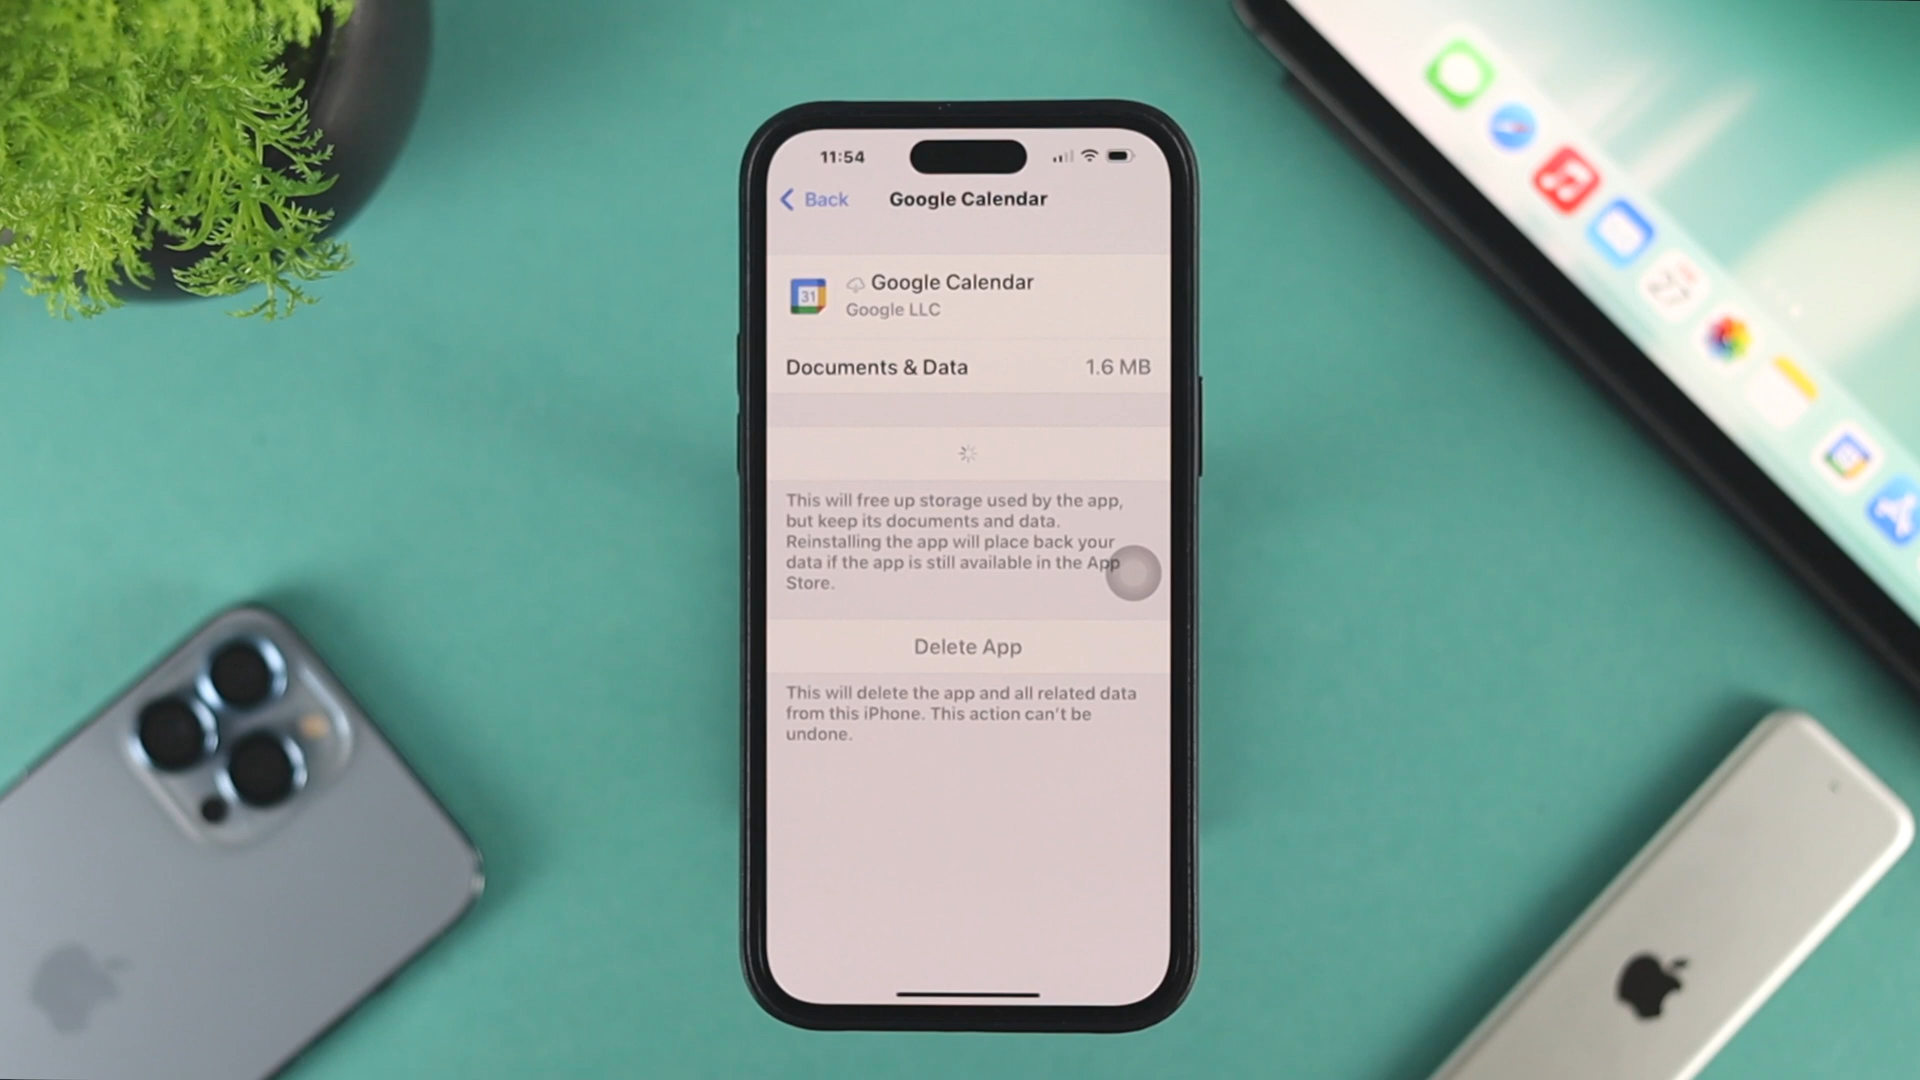 11:54
Back
Google Calendar
31
Google Calendar
Google LLC
Documents & Data
1.6 MB
This will free up storage used by the app,
but keep its documents and data.
Reinstalling the app will place back your
data if the app is still available in the App
Store.
Delete App
This will delete the app and all related data
from this iPhone. This action can't be
undone.
27